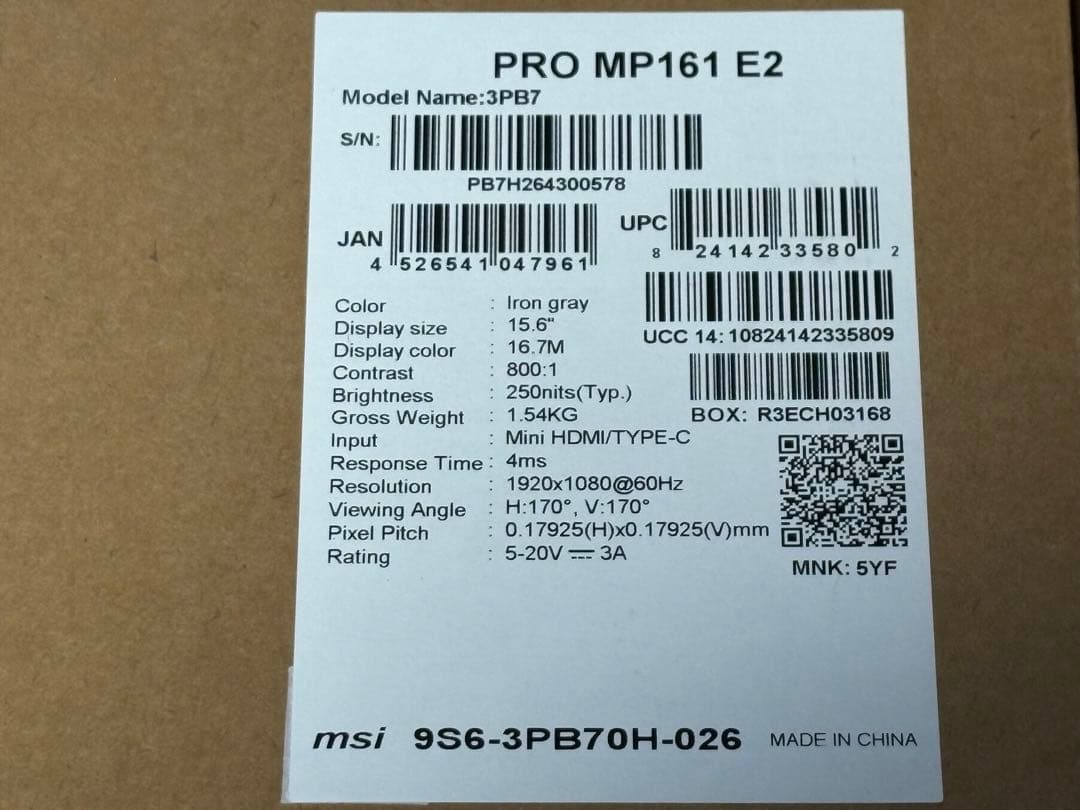 PRO MP161 E2
Model Name:3PB7
S/N:
PB7H264300578
JAN
4 526541 047961
UPC
8 24142 33580 2
UCC 14: 10824142335809
BOX: R3ECH03168
Color : Iron gray
Display size : 15.6"
Display color : 16.7M
Contrast : 800:1
Brightness : 250nits(Typ.)
Gross Weight : 1.54KG
Input : Mini HDMI/TYPE-C
Response Time : 4ms
Resolution : 1920x1080@60Hz
Viewing Angle : H:170°, V:170°
Pixel Pitch : 0.17925(H)x0.17925(V)mm
Rating : 5-20V ⎓ 3A
MNK: 5YF
msi 9S6-3PB70H-026 MADE IN CHINA